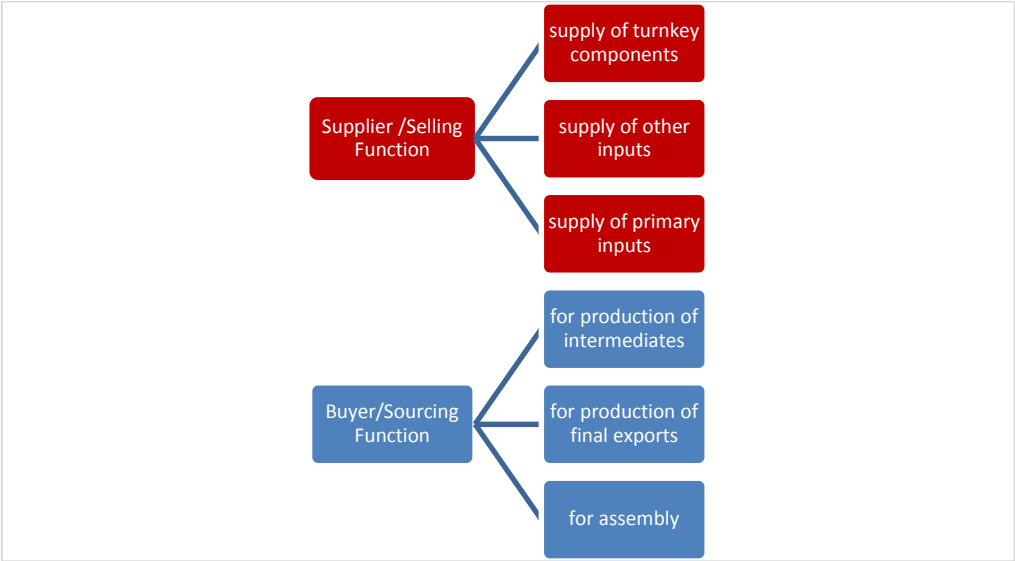 supply of turnkey
components
Supplier /Selling
Function
supply of other
inputs
supply of primary
inputs
for production of
intermediates
Buyer/Sourcing
Function
for production of
final exports
for assembly